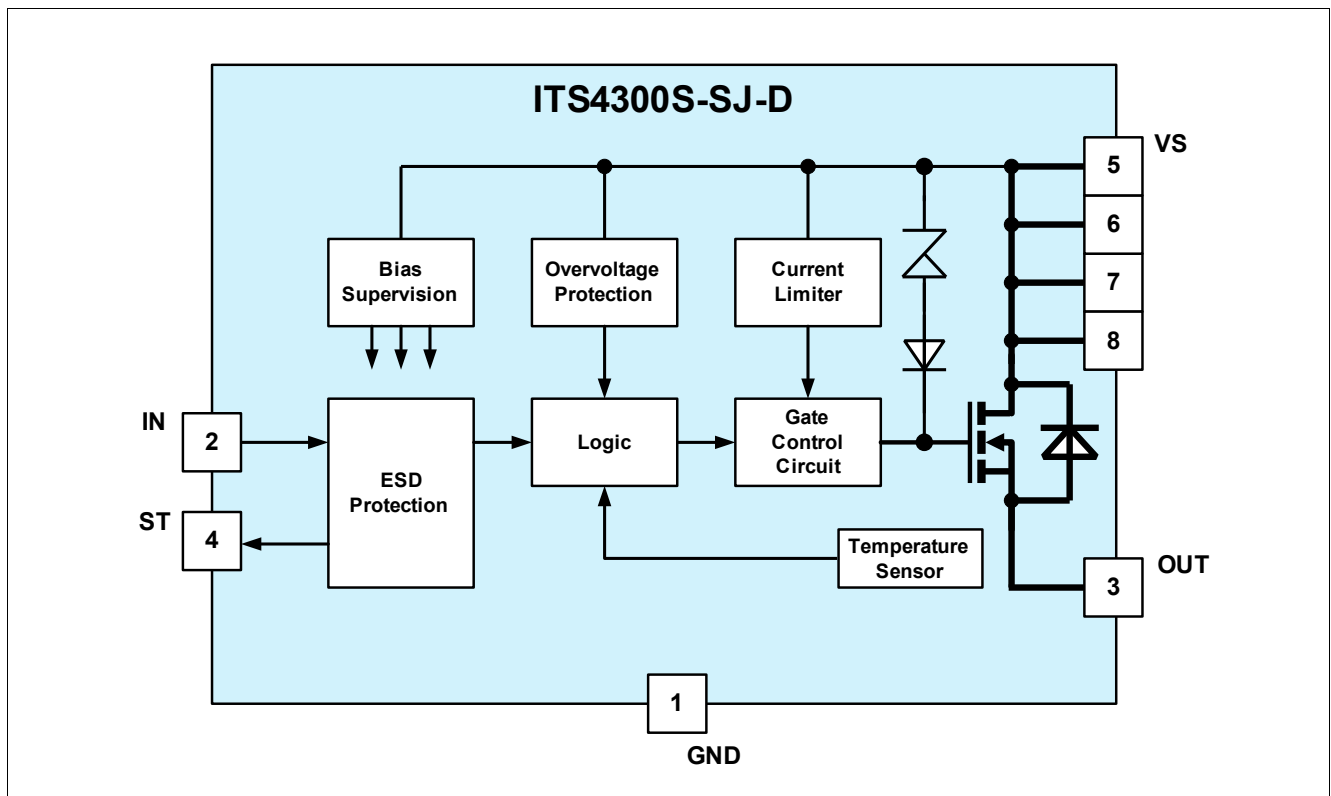 ITS4300S-SJ-D
VS
5
6
7
8
Bias
Supervision
Overvoltage
Protection
Current
Limiter
IN
2
ST
4
ESD
Protection
Logic
Gate
Control
Circuit
Temperature
Sensor
OUT
3
1
GND